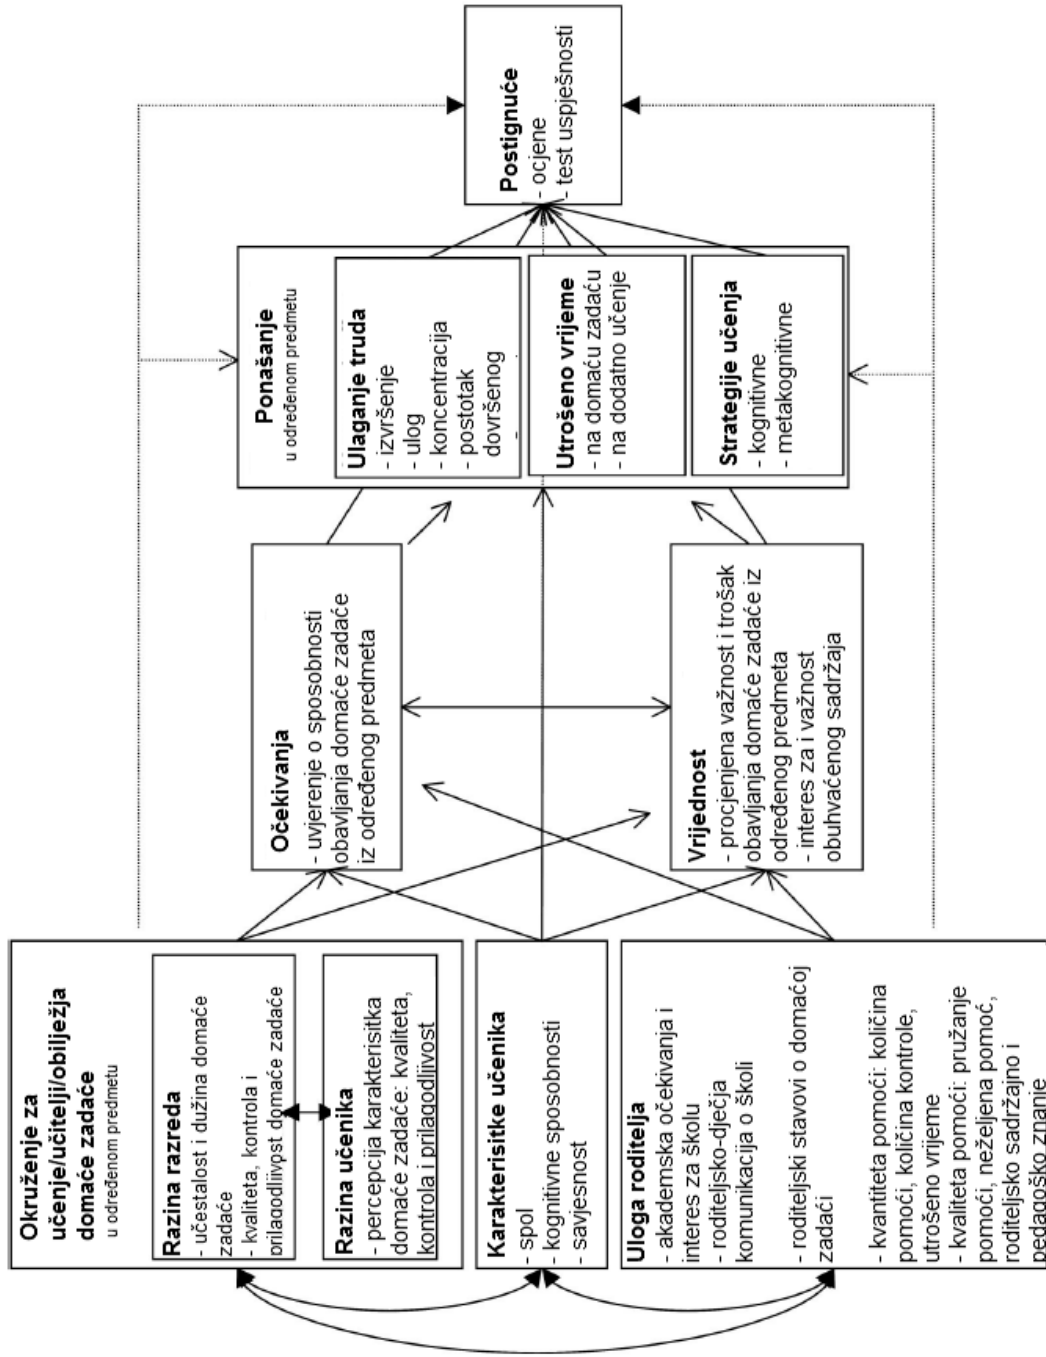 Okruženje za
učenje/učitelji/obilježja
domaće zadaće
u određenom predmetu
Razina razreda
- učestalost i dužina domaće
zadaće
- kvaliteta, kontrola i
prilagodljivost domaće zadaće
Razina učenika
- percepcija karakterisitka
domaće zadaće: kvaliteta,
kontrola i prilagodljivost
Karakterisitke učenika
- spol
- kognitivne sposobnosti
- savjesnost
Uloga roditelja
- akademska očekivanja i
interes za školu
- roditeljsko-dječja
komunikacija o školi
- roditeljski stavovi o domaćoj
zadaći
- kvantiteta pomoći: količina
pomoći, količina kontrole,
utrošeno vrijeme
- kvaliteta pomoći: pružanje
pomoći, neželjena pomoć,
roditeljsko sadržajno i
pedagoško znanje
Očekivanja
- uvjerenje o sposobnosti
obavljanja domaće zadaće
iz određenog predmeta
Vrijednost
- procjenjena važnost i trošak
obavljanja domaće zadaće iz
određenog predmeta
- interes za i važnost
obuhvaćenog sadržaja
Ponašanje
u određenom predmetu
Ulaganje truda
- izvršenje
- ulog
- koncentracija
- postotak
dovršenog
Utrošeno vrijeme
- na domaću zadaću
- na dodatno učenje
Strategije učenja
- kognitivne
- metakognitivne
Postignuće
- ocjene
- test uspješnosti